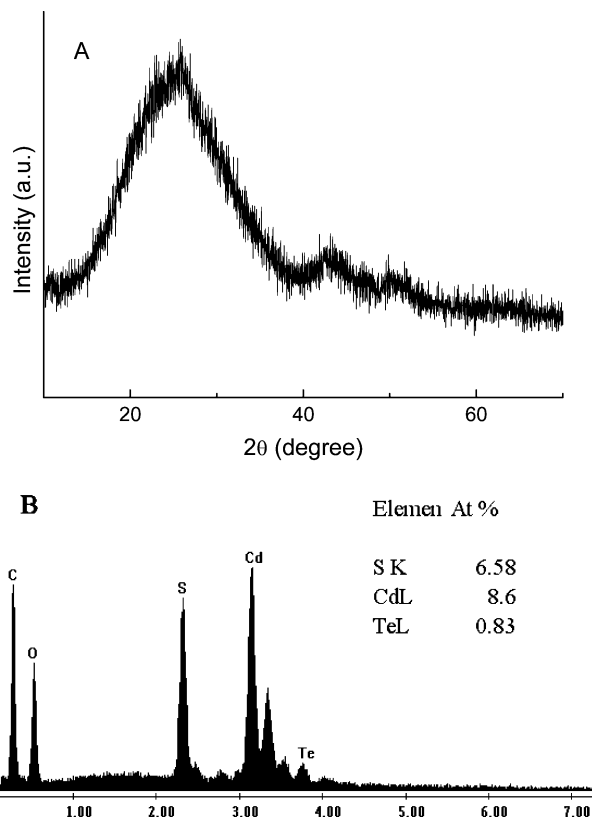 A
Intensity (a.u.)
20 40 60
2θ (degree)
B
Elemen At %
S K 6.58
CdL 8.6
TeL 0.83
C
O
S
Cd
Te
1.00 2.00 3.00 4.00 5.00 6.00 7.00